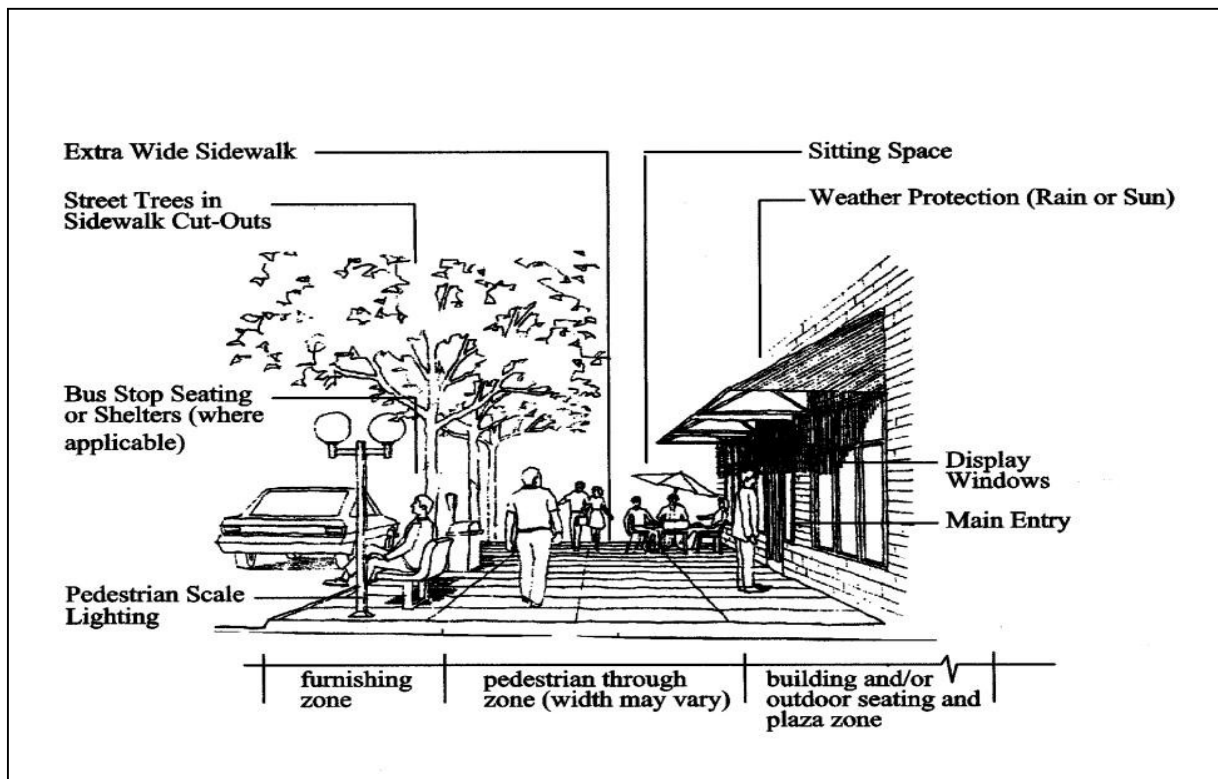 Extra Wide Sidewalk
Street Trees in
Sidewalk Cut-Outs
Bus Stop Seating
or Shelters (where
applicable)
Pedestrian Scale
Lighting
Sitting Space
Weather Protection (Rain or Sun)
Display
Windows
Main Entry
furnishing
zone
pedestrian through
zone (width may vary)
building and/or
outdoor seating and
plaza zone